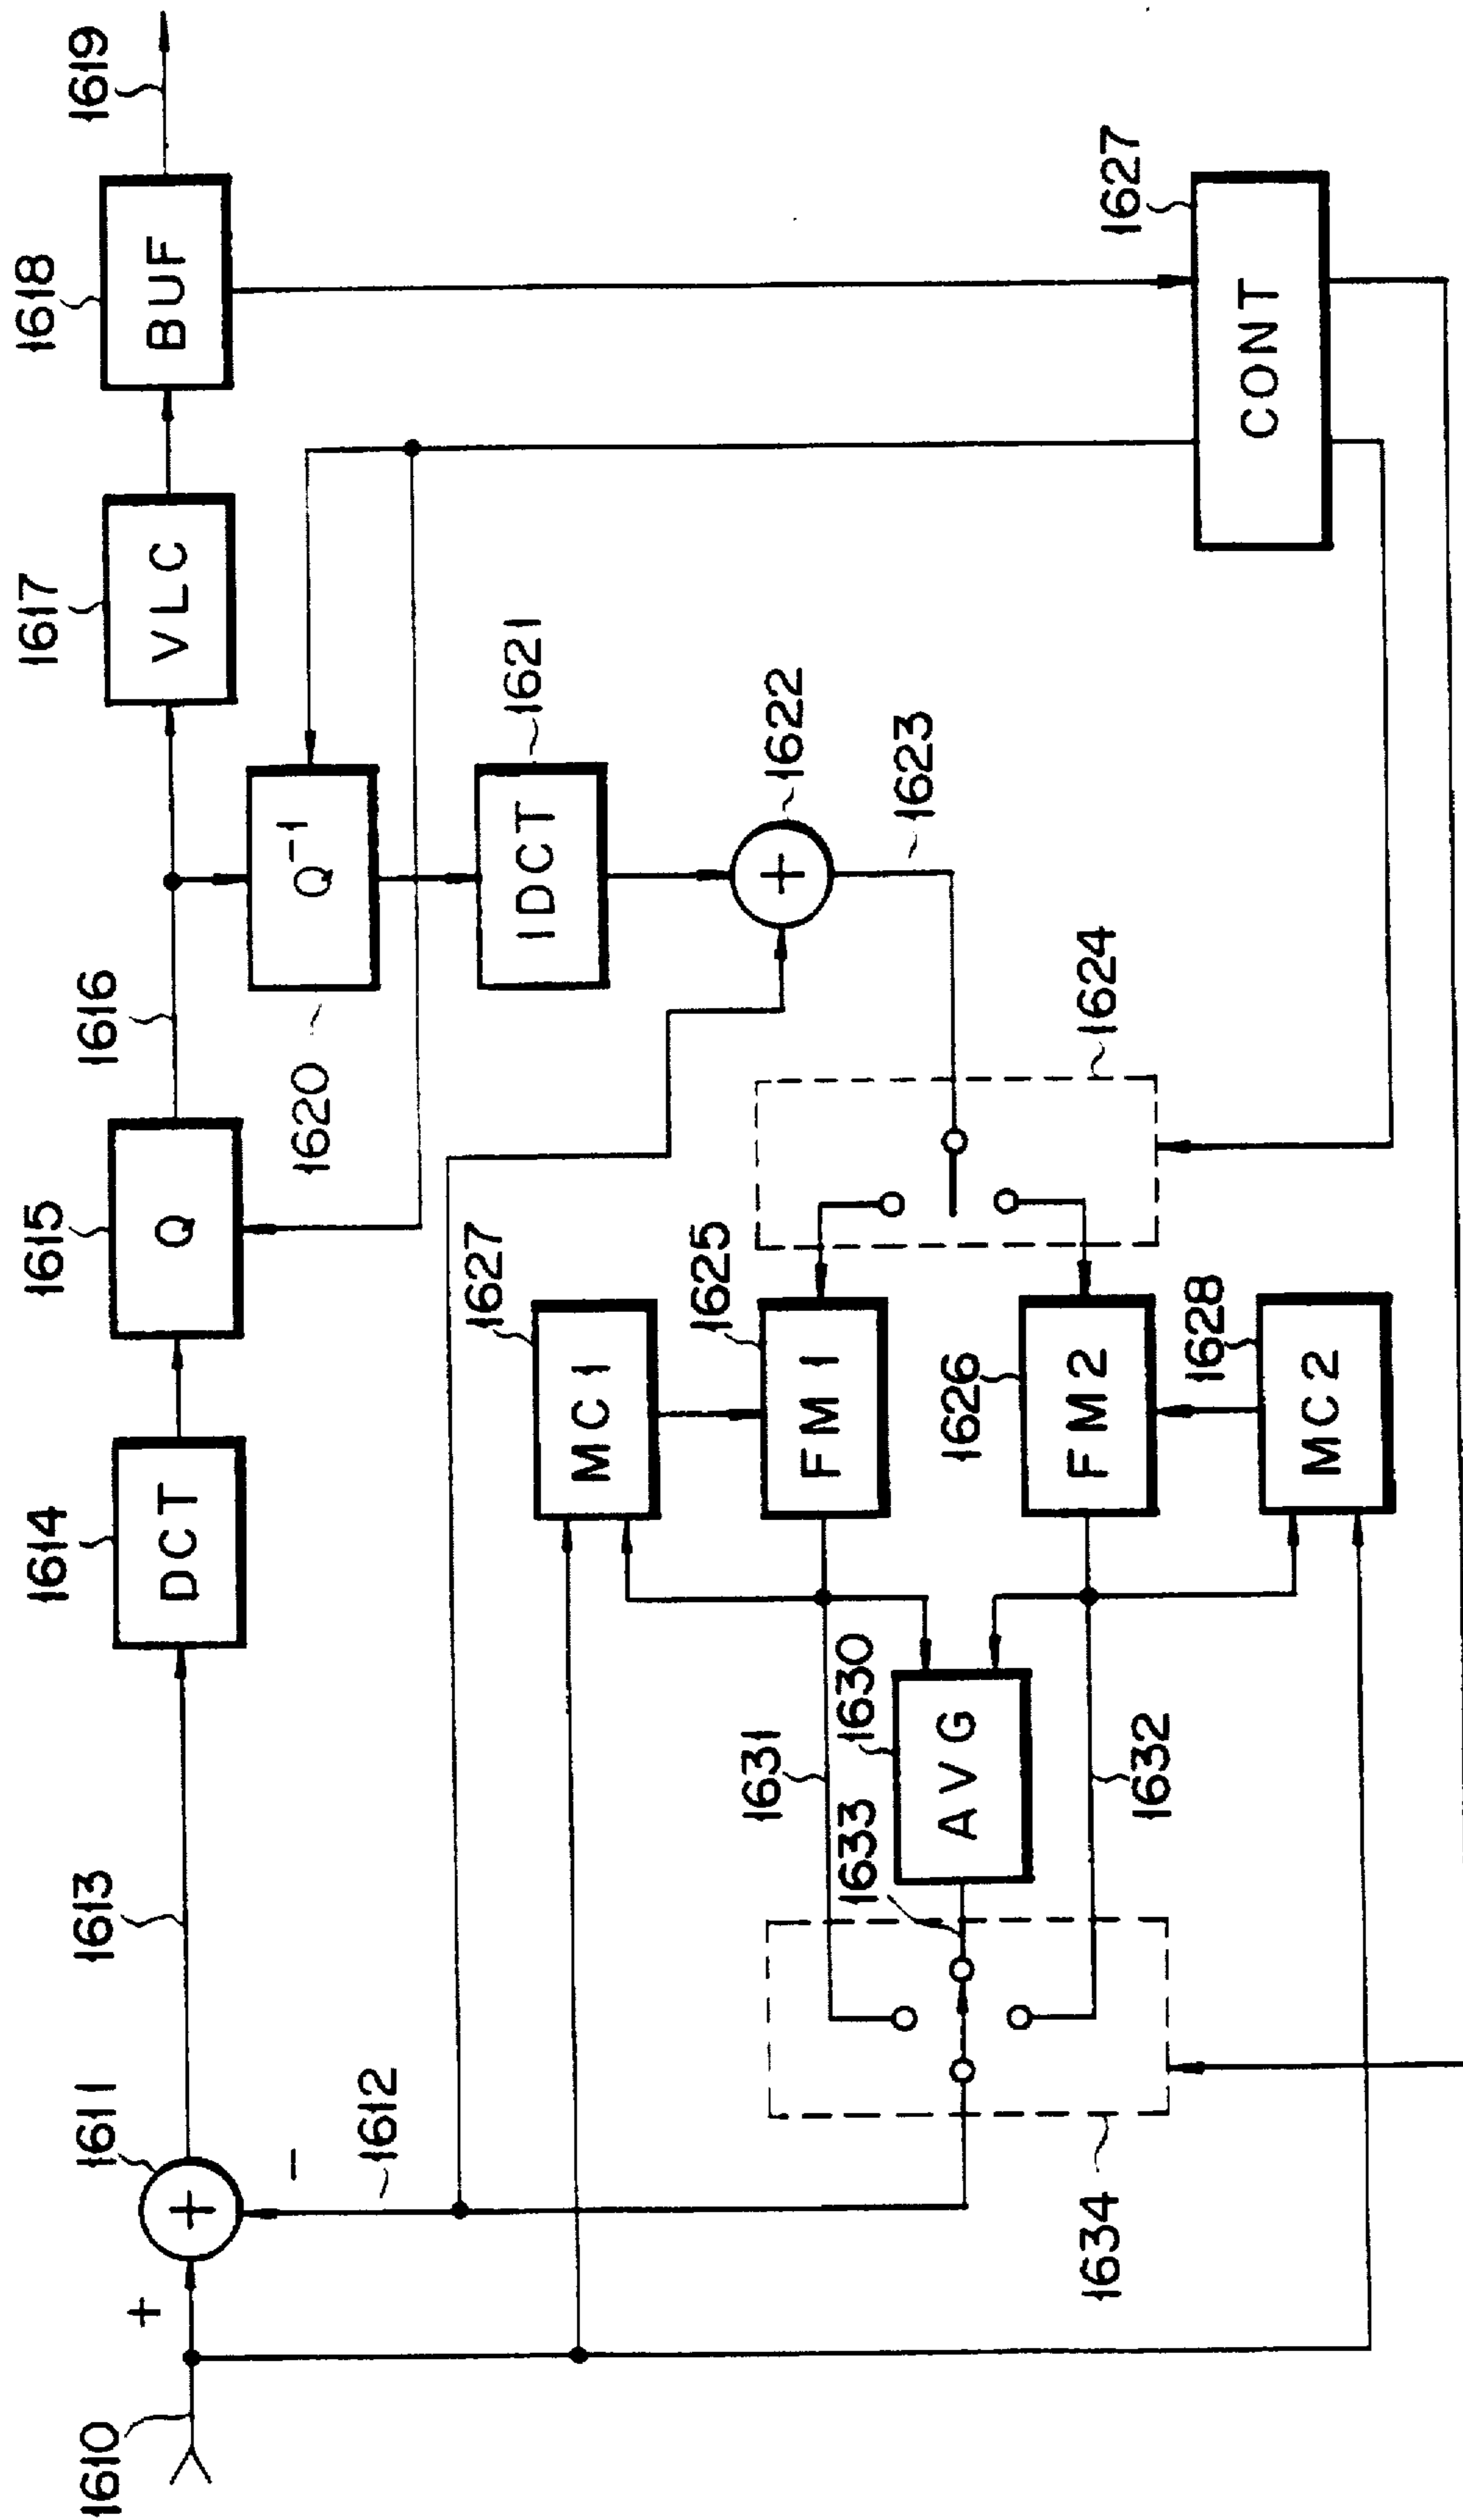 1610
+
1611
+
-
1612
1613
1614
DCT
1615
Q
1616
1617
VLC
1618
BUF
1619
Q-1
1620
IDCT
1621
+
1622
1623
1624
MC1
1627
FM1
1625
FM2
1626
MC2
1628
AVG
1630
1631
1632
1633
1634
CONT
1627